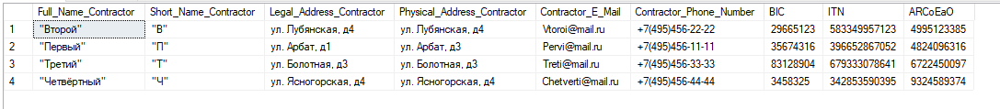 Full_Name_Contractor Short_Name_Contractor Legal_Address_Contractor Physical_Address_Contractor Contractor_E_Mail Contractor_Phone_Number BIC ITN ARCoEaO
1 "Второй" "В" ул. Лубянская, д4 ул. Лубянская, д4 Vtoroi@mail.ru +7(495)456-22-22 29665123 583349957123 4995123385
2 "Первый" "П" ул. Арбат, д1 ул. Арбат, д3 Pervi@mail.ru +7(495)456-11-11 35674316 396652867052 4824096316
3 "Третий" "Т" ул. Болотная, д3 ул. Болотная, д3 Treti@mail.ru +7(495)456-33-33 83128904 679333078641 6722450097
4 "Четвёртный" "Ч" ул. Ясногорская, д4 ул. Ясногорская, д4 Chetverti@mail.ru +7(495)456-44-44 3458325 342853590395 9324589374